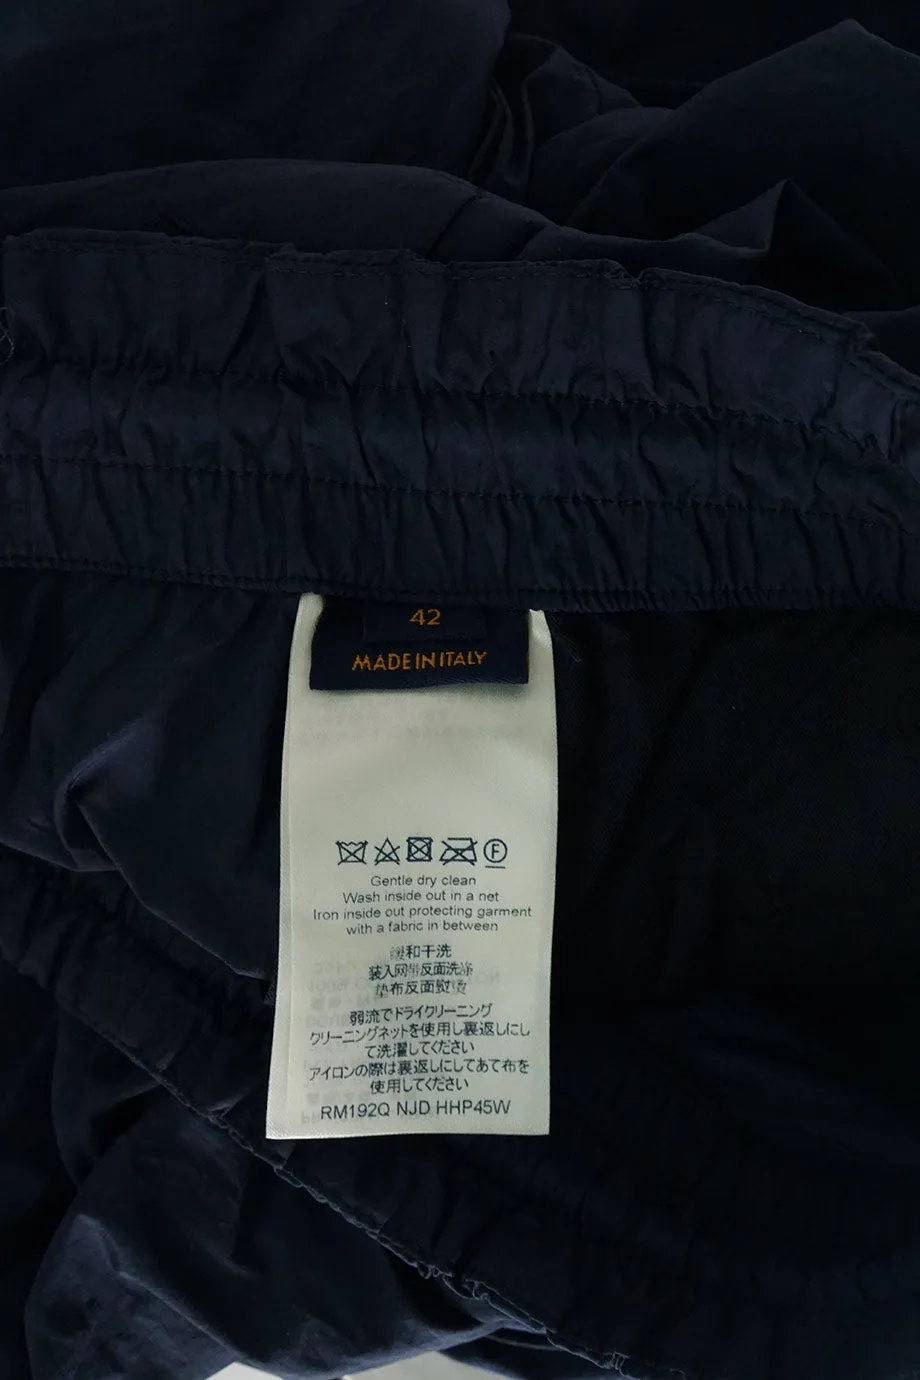 42
MADE IN ITALY
F
Gentle dry clean
Wash inside out in a net
Iron inside out protecting garment
with a fabric in between
缓和干洗
装入网带反面洗涤
垫布反面熨烫
弱流でドライクリーニング
クリーニングネットを使用し裏返しにし
て洗濯してください
アイロンの際は裏返しにしてあて布を
使用してください
RM192Q NJD HHP45W